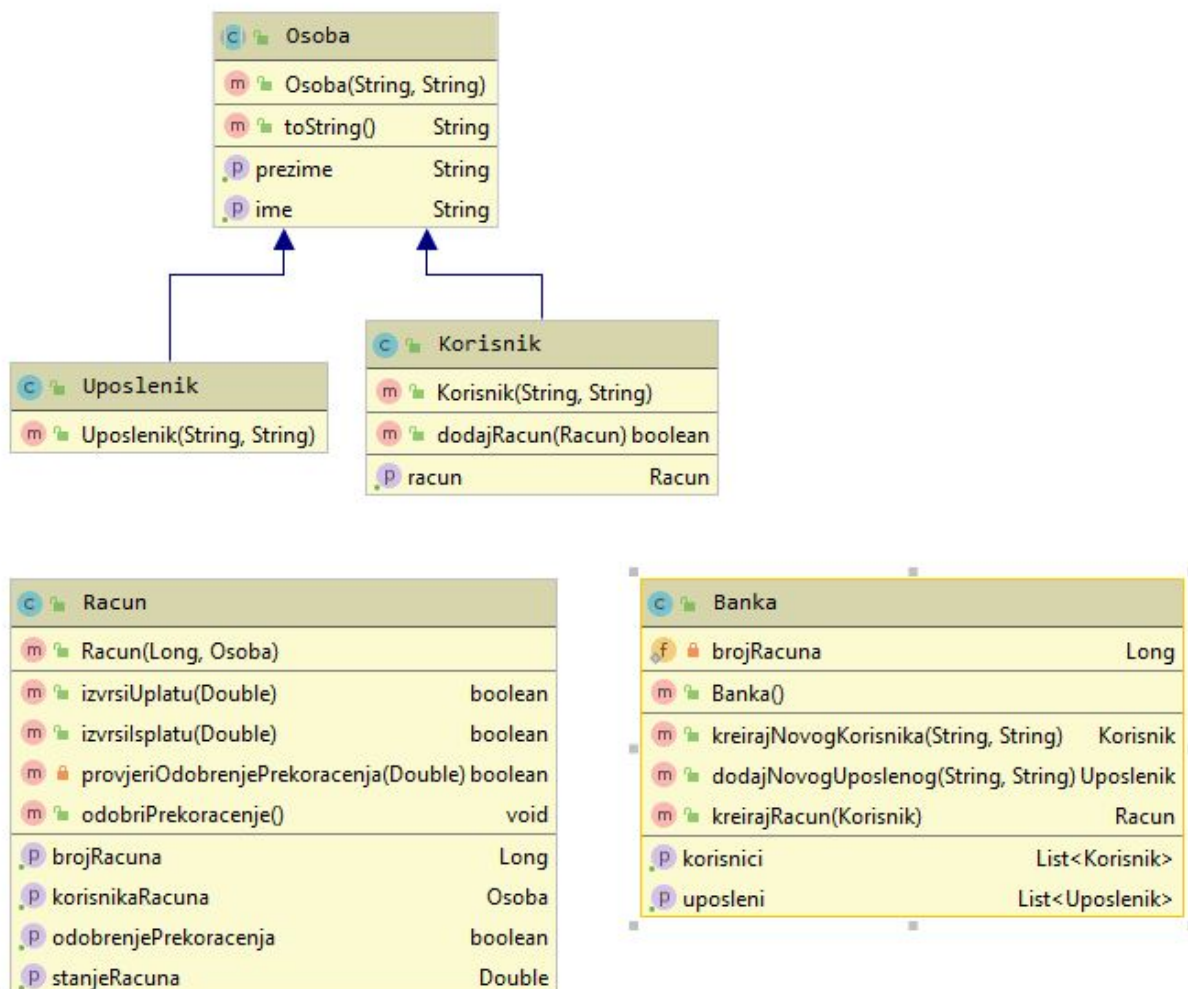 Osoba
Osoba(String, String)
toString() String
prezime String
ime String
Uposlenik
Uposlenik(String, String)
Korisnik
Korisnik(String, String)
dodajRacun(Racun) boolean
racun Racun
Racun
Racun(Long, Osoba)
izvrsiUplatu(Double) boolean
izvrsiIsplatu(Double) boolean
provjeriOdobrenjePrekoracenja(Double) boolean
odobriPrekoracenje() void
brojRacuna Long
korisnikaRacuna Osoba
odobrenjePrekoracenja boolean
stanjeRacuna Double
Banka
brojRacuna Long
Banka()
kreirajNovogKorisnika(String, String) Korisnik
dodajNovogUposlenog(String, String) Uposlenik
kreirajRacun(Korisnik) Racun
korisnici List<Korisnik>
uposleni List<Uposlenik>